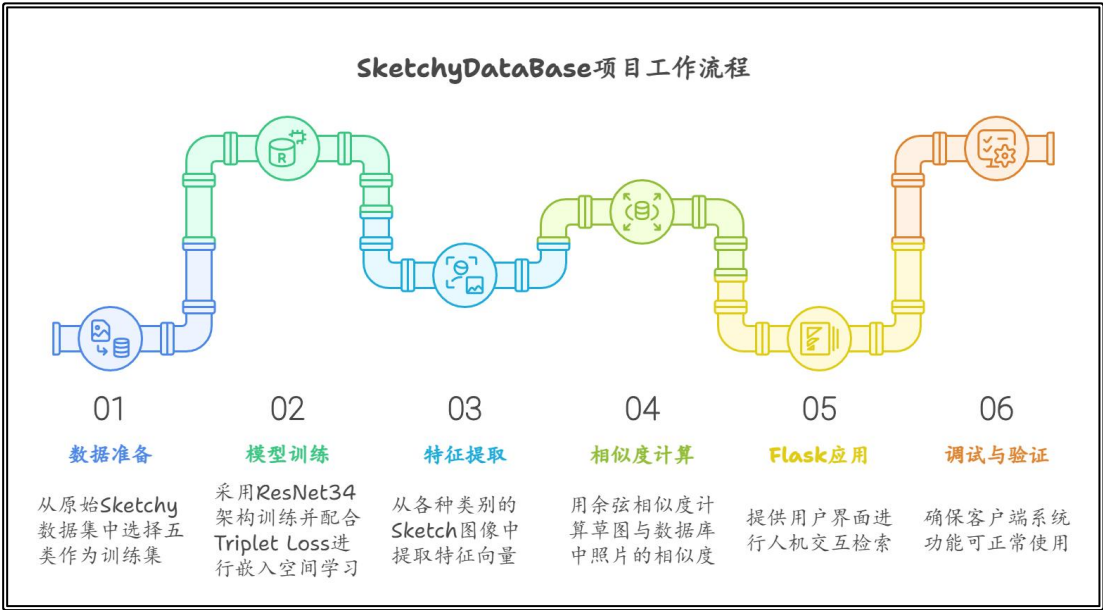 SketchyDataBase项目工作流程
R
01
数据准备
从原始Sketchy
数据集中选择五
类作为训练集
02
模型训练
采用ResNet34
架构训练并配合
Triplet Loss进
行嵌入空间学习
03
特征提取
从各种类别的
Sketch图像中
提取特征向量
04
相似度计算
用余弦相似度计
算草图与数据库
中照片的相似度
05
Flask应用
提供用户界面进
行人机交互检索
06
调试与验证
确保客户端系统
功能可正常使用